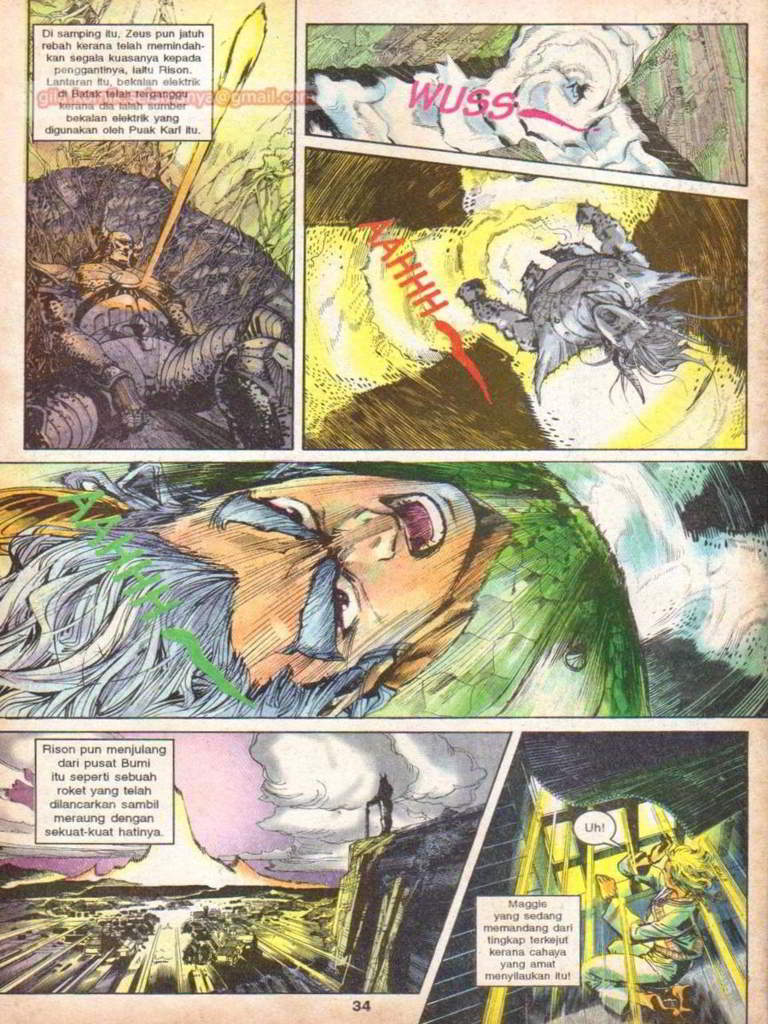 Di samping itu, Zeus pun jatuh
rebah kerana telah memindah-
kan segala kuasanya kepada
penggantinya, Iaitu Rison.
Lantaran itu, bekalan elektrik
di Batak telah terganggu
kerana dia ialah sumber
bekalan elektrik yang
digunakan oleh Puak Karl itu.
WUSS
AAHHH
AAHHH
Rison pun menjulang
dari pusat Bumi
itu seperti sebuah
roket yang telah
dilancarkan sambil
meraung dengan
sekuat-kuat hatinya.
Uh!
Maggie
yang sedang
memandang dari
tingkap terkejut
kerana cahaya
yang amat
menyilaukan itu!
34